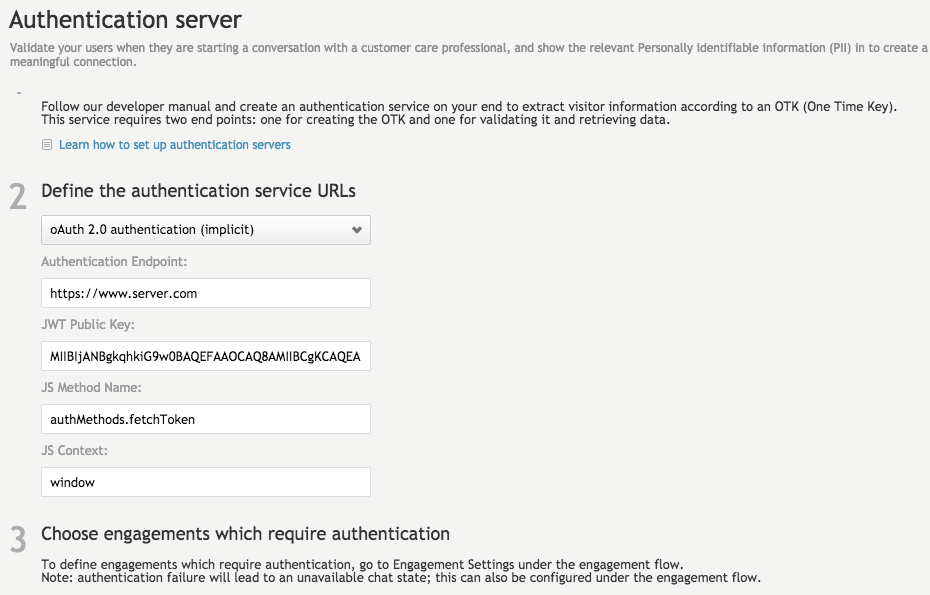 Authentication server
Validate your users when they are starting a conversation with a customer care professional, and show the relevant Personally identifiable information (PII) in to create a
meaningful connection.
-
Follow our developer manual and create an authentication service on your end to extract visitor information according to an OTK (One Time Key).
This service requires two end points: one for creating the OTK and one for validating it and retrieving data.
Learn how to set up authentication servers
2 Define the authentication service URLs
oAuth 2.0 authentication (implicit)
Authentication Endpoint:
https://www.server.com
JWT Public Key:
MIIBIjANBgkqhkiG9w0BAQEFAAOCAQ8AMIIBCgKCAQEA
JS Method Name:
authMethods.fetchToken
JS Context:
window
3 Choose engagements which require authentication
To define engagements which require authentication, go to Engagement Settings under the engagement flow.
Note: authentication failure will lead to an unavailable chat state; this can also be configured under the engagement flow.